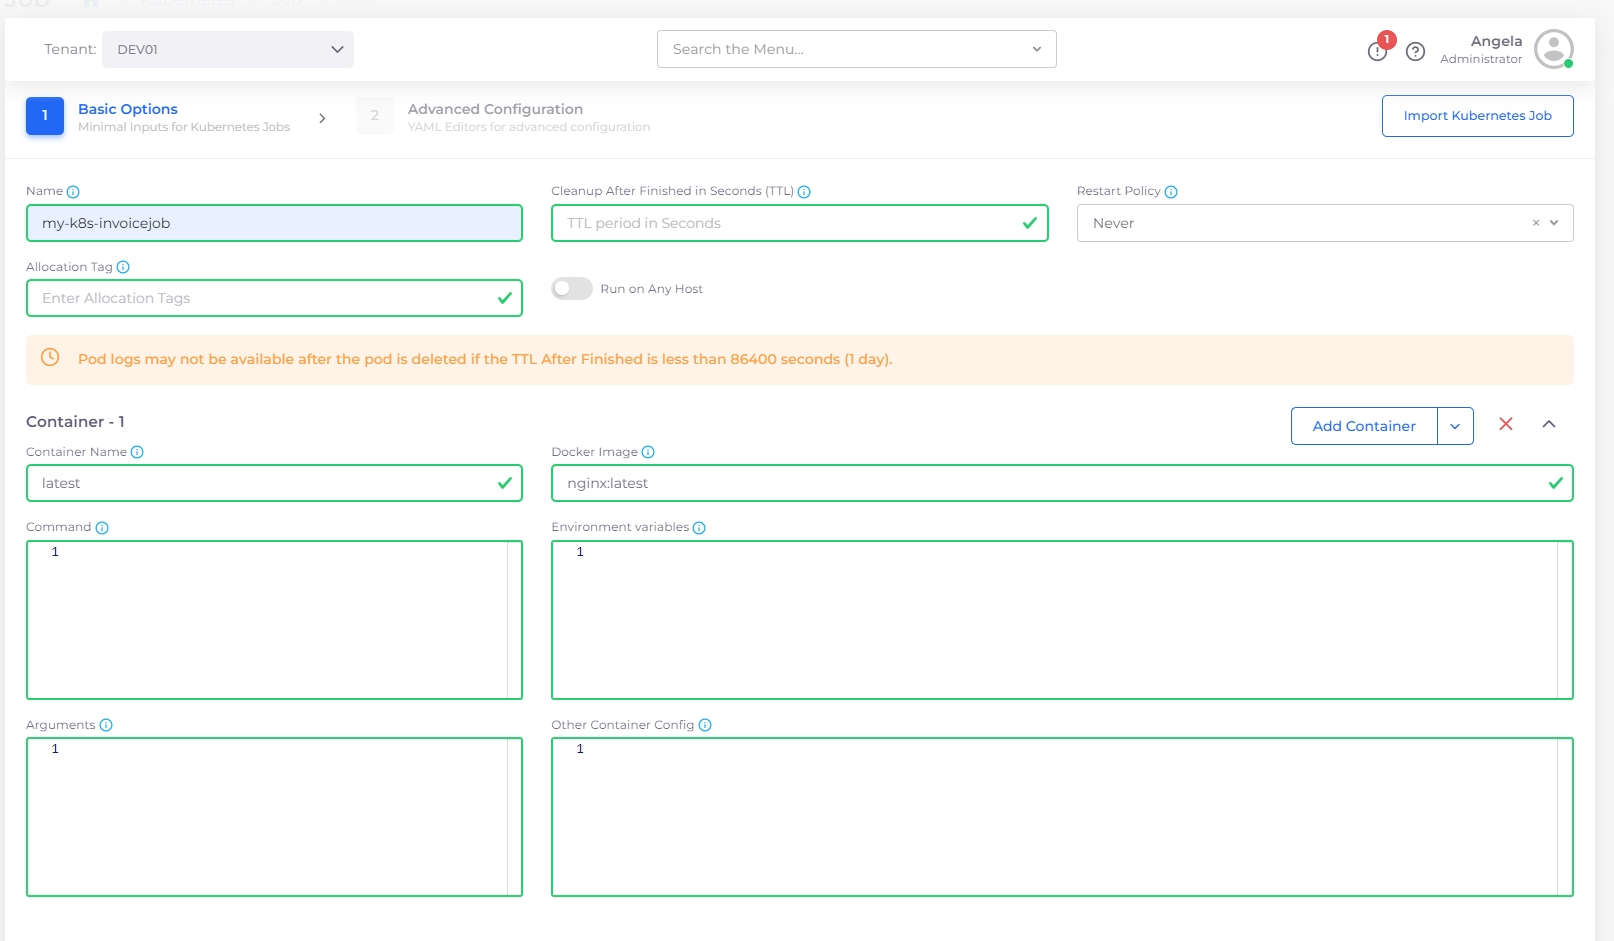 Job Kubernetes Job
Tenant: DEV01
Search the Menu...
1
Angela
Administrator
1
Basic Options
Minimal Inputs for Kubernetes Jobs
2
Advanced Configuration
YAML Editors for advanced configuration
Import Kubernetes Job
Name
my-k8s-invoicejob
Cleanup After Finished in Seconds (TTL)
TTL period in Seconds
Restart Policy
Never
Allocation Tag
Enter Allocation Tags
Run on Any Host
Pod logs may not be available after the pod is deleted if the TTL After Finished is less than 86400 seconds (1 day).
Container - 1
Add Container
Container Name
latest
Docker Image
nginx:latest
Command
1
Environment variables
1
Arguments
1
Other Container Config
1